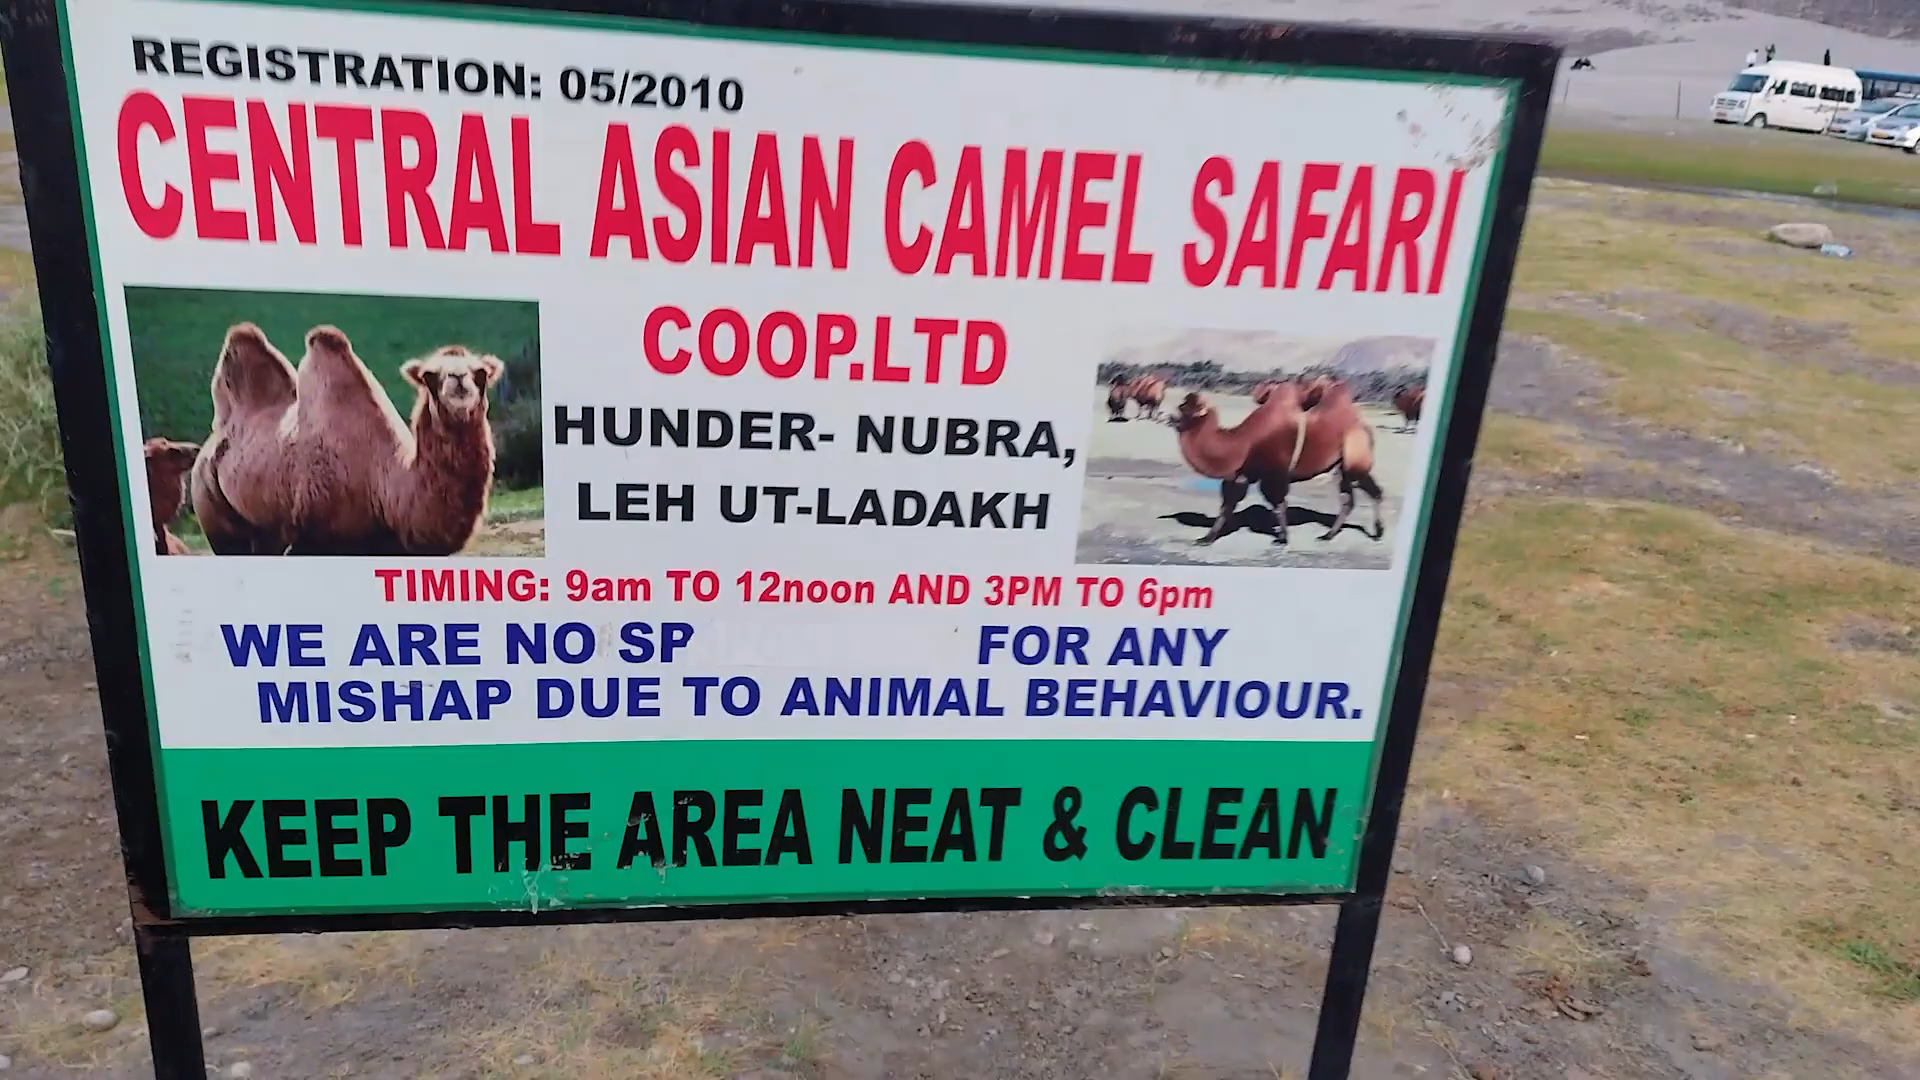 REGISTRATION: 05/2010
CENTRAL ASIAN CAMEL SAFARI
COOP.LTD
HUNDER- NUBRA,
LEH UT-LADAKH
TIMING: 9am TO 12noon AND 3PM TO 6pm
WE ARE NO SP FOR ANY
MISHAP DUE TO ANIMAL BEHAVIOUR.
KEEP THE AREA NEAT & CLEAN